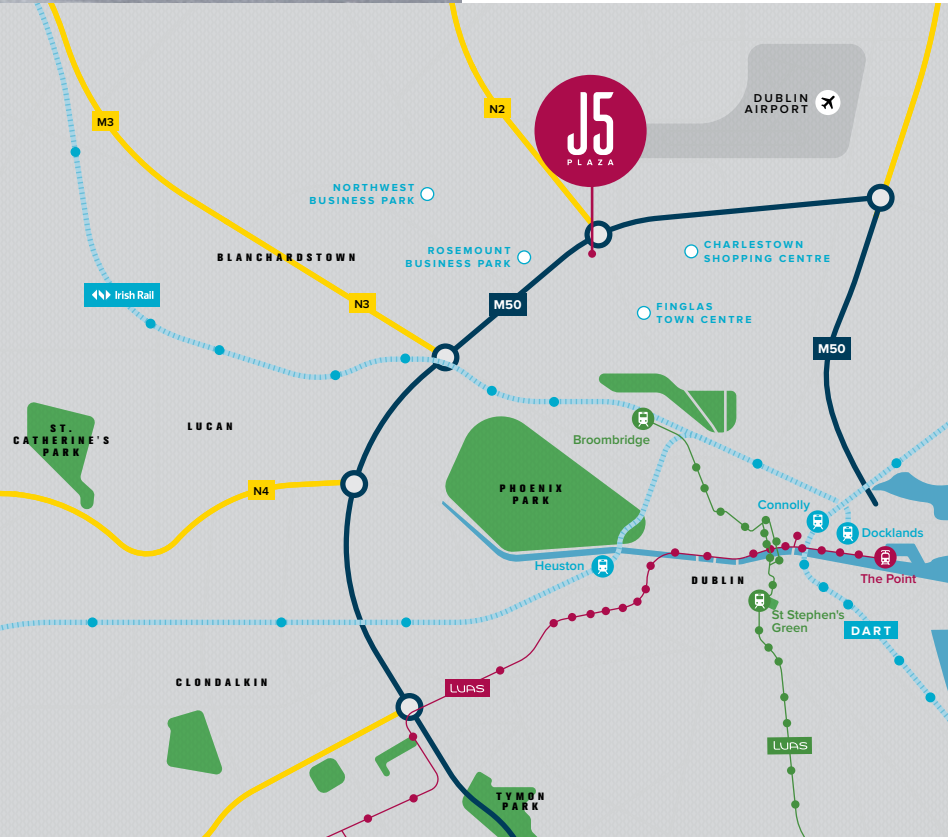 DUBLIN
AIRPORT
N2
J5
PLAZA
M3
NORTHWEST
BUSINESS PARK
ROSEMOUNT
BUSINESS PARK
CHARLESTOWN
SHOPPING CENTRE
BLANCHARDSTOWN
Irish Rail
N3
M50
FINGLAS
TOWN CENTRE
M50
ST.
CATHERINE'S
PARK
LUCAN
Broombridge
N4
PHOENIX
PARK
Connolly
Docklands
Heuston
DUBLIN
The Point
St Stephen's
Green
DART
CLONDALKIN
LUAS
LUAS
TYMON
PARK